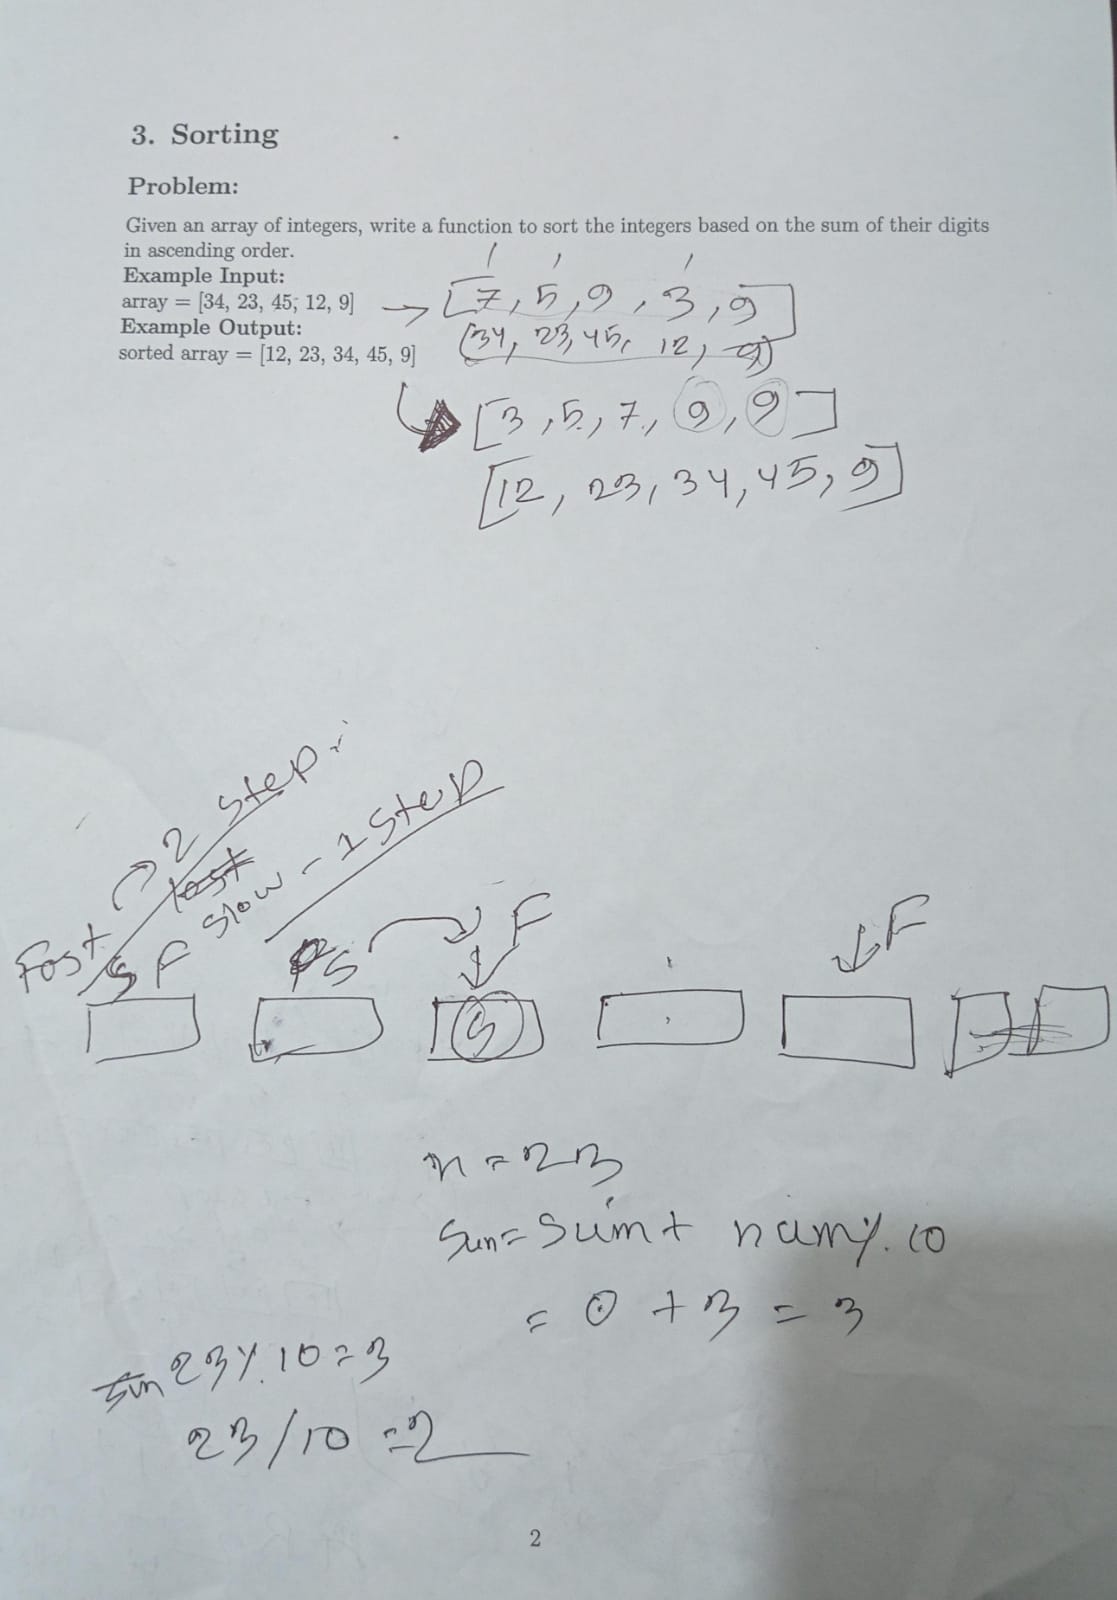 3. Sorting
Problem:
Given an array of integers, write a function to sort the integers based on the sum of their digits
in ascending order.
Example Input:
array = [34, 23, 45, 12, 9] → [7, 5, 9, 3, 9]
Example Output:
(34, 23, 45, 12, 9)
sorted array = [12, 23, 34, 45, 9]
[3, 5, 7, 9, 9]
[12, 23, 34, 45, 9]
Fast 2 step
slow - 1 step
S F
S
F
F
S
n = 23
Sum = Sum + num % 10
= 0 + 3 = 3
23 % 10 = 3
23 / 10 = 2
2